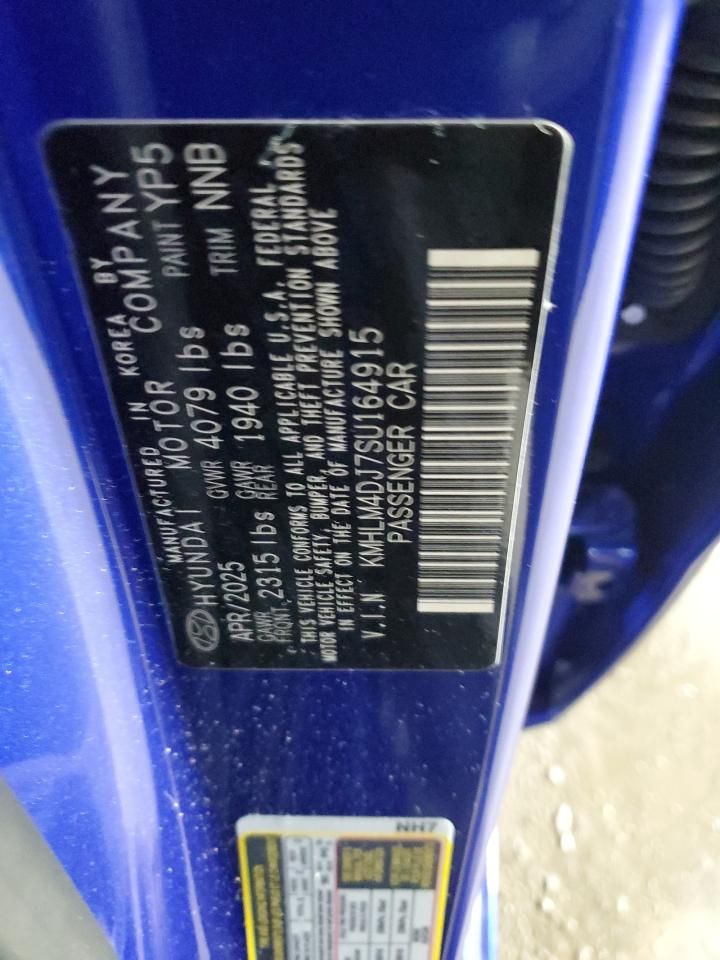 MANUFACTURED IN KOREA BY
HYUNDAI MOTOR COMPANY
APR/2025 GVWR 4079 lbs PAINT YP5
GAWR FRONT 2315 lbs GAWR REAR 1940 lbs TRIM NNB
THIS VEHICLE CONFORMS TO ALL APPLICABLE U.S.A. FEDERAL
MOTOR VEHICLE SAFETY, BUMPER, AND THEFT PREVENTION STANDARDS
IN EFFECT ON THE DATE OF MANUFACTURE SHOWN ABOVE
V.I.N KMHLM4DJ7SU164915
PASSENGER CAR
NH7